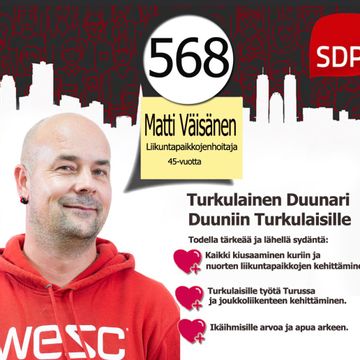 568
SDP
Matti Väisänen
Liikuntapaikkojenhoitaja
45-vuotta
Turkulainen Duunari
Duuniin Turkulaisille
Todella tärkeää ja lähellä sydäntä:
Kaikki kiusaaminen kuriin ja
nuorten liikuntapaikkojen kehittäminen
Turkulaisille työtä Turussa
ja joukkoliikenteen kehittäminen.
Ikäihmisille arvoa ja apua arkeen.
wesc